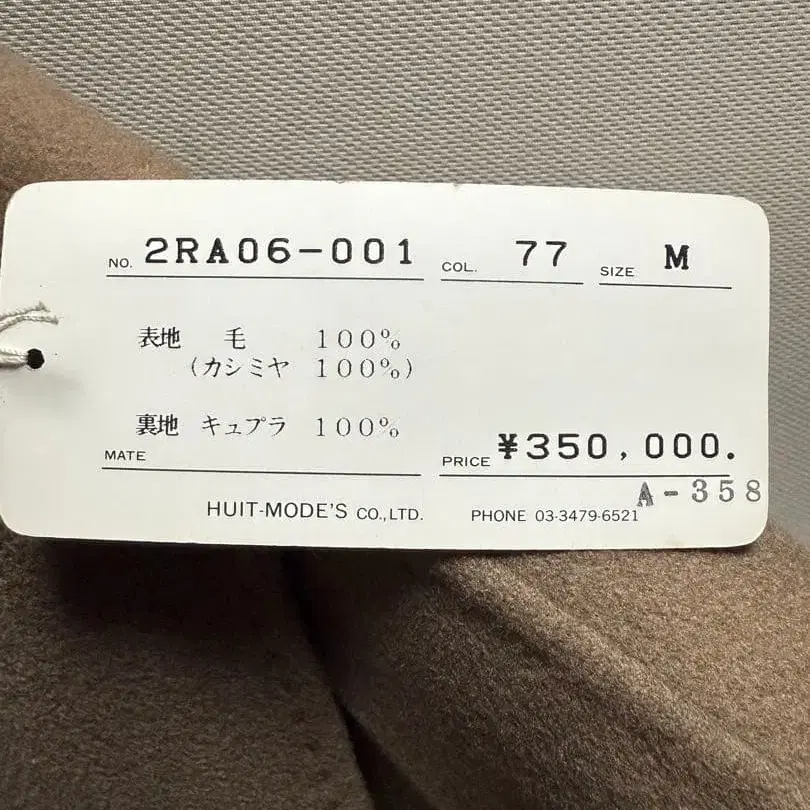 NO. 2RA06-001 COL. 77 SIZE M
表地 毛 100%
(カシミヤ 100%)
裏地 キュプラ 100%
MATE PRICE ¥350,000.
A-358
HUIT-MODE'S CO.,LTD. PHONE 03-3479-6521